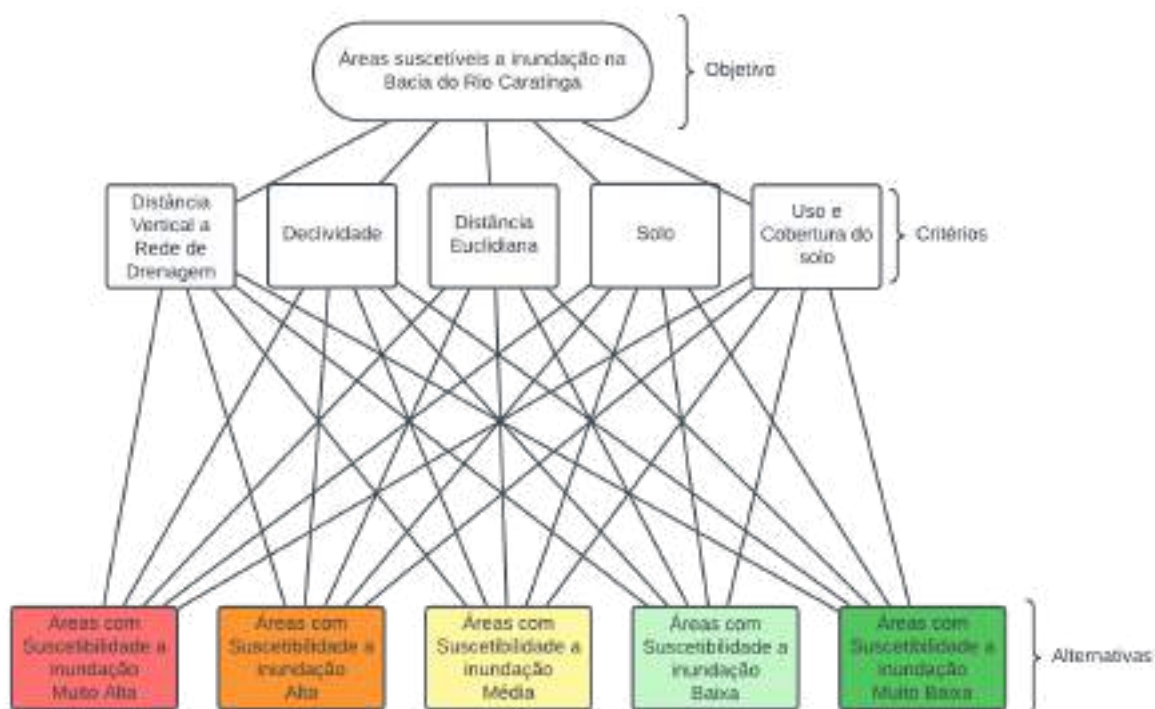 Áreas suscetíveis a inundação na
Bacia do Rio Caratinga
Objetivo
Distância
Vertical a
Rede de
Drenagem
Declividade
Distância
Euclidiana
Solo
Uso e
Cobertura do
solo
Critérios
Áreas com
Suscetibilidade a
inundação
Muito Alta
Áreas com
Suscetibilidade a
inundação
Alta
Áreas com
Suscetibilidade a
inundação
Média
Áreas com
Suscetibilidade a
inundação
Baixa
Áreas com
Suscetibilidade a
inundação
Muito Baixa
Alternativas